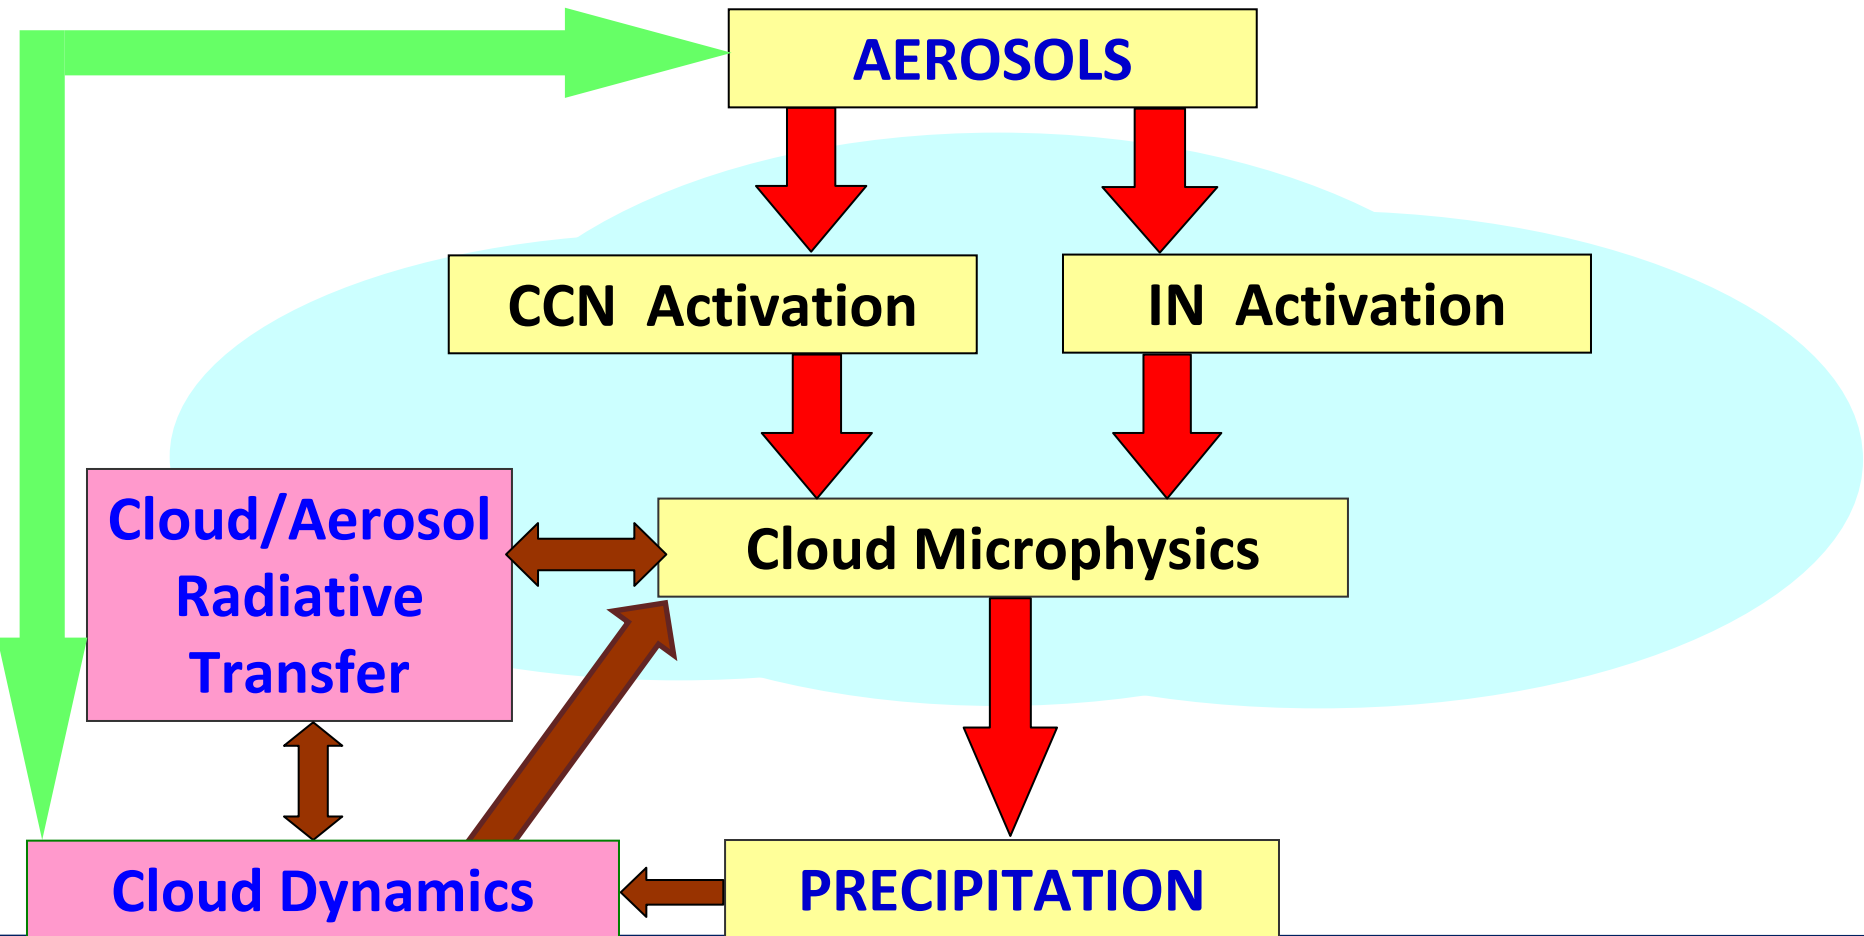 AEROSOLS
CCN  Activation
IN  Activation
Cloud/Aerosol
Radiative
Transfer
Cloud Microphysics
Cloud Dynamics
PRECIPITATION